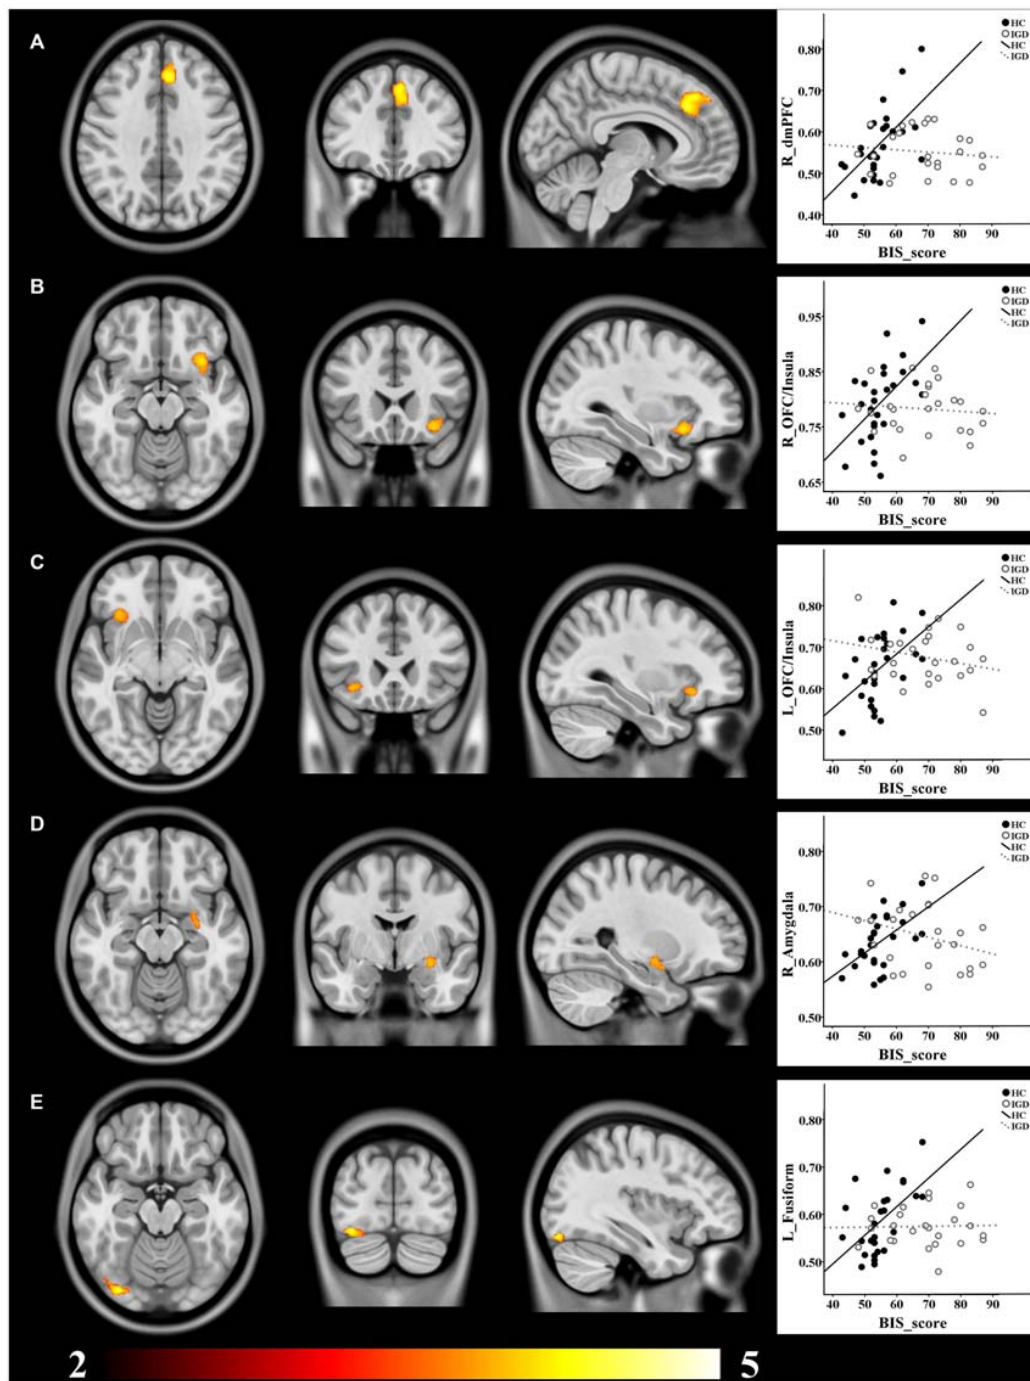 A
HC
IGD
HC
IGD
R_dmPFC
0.80
0.70
0.60
0.50
0.40
40 50 60 70 80 90
BIS_score
B
HC
IGD
HC
IGD
R_OFC/Insula
0.95
0.85
0.75
0.65
40 50 60 70 80 90
BIS_score
C
HC
IGD
HC
IGD
L_OFC/Insula
0.80
0.70
0.60
0.50
40 50 60 70 80 90
BIS_score
D
HC
IGD
HC
IGD
R_Amygdala
0.80
0.70
0.60
0.50
40 50 60 70 80 90
BIS_score
E
HC
IGD
HC
IGD
L_Fusiform
0.80
0.70
0.60
0.50
40 50 60 70 80 90
BIS_score
2 5